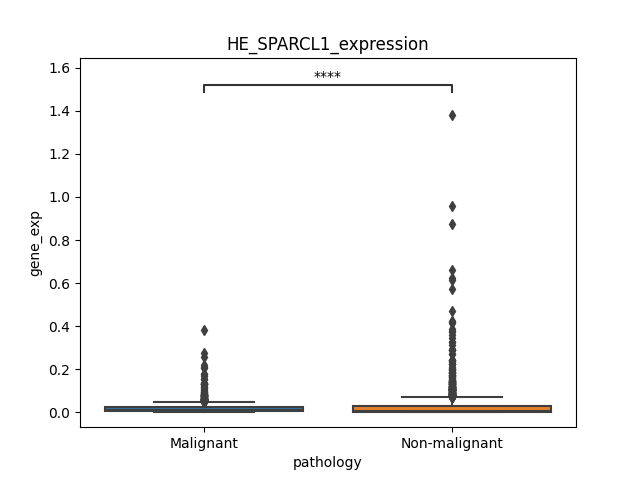 HE_SPARCL1_expression
****
gene_exp
1.6
1.4
1.2
1.0
0.8
0.6
0.4
0.2
0.0
Malignant
Non-malignant
pathology